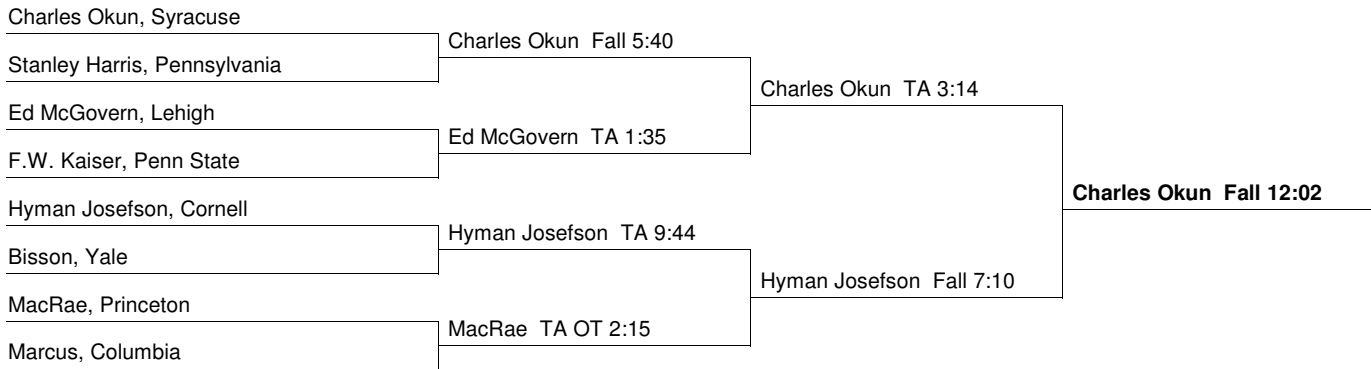 Charles Okun, Syracuse
Stanley Harris, Pennsylvania
Ed McGovern, Lehigh
F.W. Kaiser, Penn State
Hyman Josefson, Cornell
Bisson, Yale
MacRae, Princeton
Marcus, Columbia
Charles Okun  Fall 5:40
Ed McGovern  TA 1:35
Hyman Josefson  TA 9:44
MacRae  TA OT 2:15
Charles Okun  TA 3:14
Hyman Josefson  Fall 7:10
Charles Okun  Fall 12:02